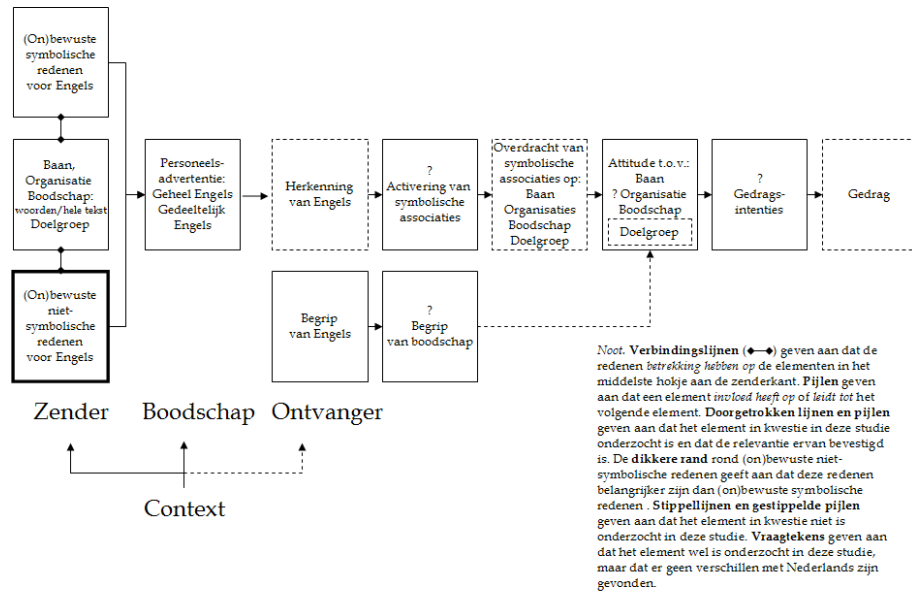 (On)bewuste
symbolische
redenen
voor Engels
Baan,
Organisatie
Boodschap:
woorden/hele tekst
Doelgroep
(On)bewuste
niet-
symbolische
redenen
voor Engels
Personeels-
advertentie:
Geheel Engels
Gedeeltelijk
Engels
Herkenning
van Engels
?
Activering van
symbolische
associaties
Overdracht van
symbolische
associaties op:
Baan
Organisaties
Boodschap
Doelgroep
Attitude t.o.v.:
Baan
? Organisatie
Boodschap
Doelgroep
?
Gedrags-
intenties
Gedrag
Begrip
van Engels
?
Begrip
van boodschap
Zender
Boodschap
Ontvanger
Context
Noot. Verbindingslijnen (◆—◆) geven aan dat de
redenen betrekking hebben op de elementen in het
middelste hokje aan de zenderkant. Pijlen geven
aan dat een element invloed heeft op of leidt tot het
volgende element. Doorgetrokken lijnen en pijlen
geven aan dat het element in kwestie in deze studie
onderzocht is en dat de relevantie ervan bevestigd
is. De dikkere rand rond (on)bewuste niet-
symbolische redenen geeft aan dat deze redenen
belangrijker zijn dan (on)bewuste symbolische
redenen . Stippellijnen en gestippelde pijlen
geven aan dat het element in kwestie niet is
onderzocht in deze studie. Vraagtekens geven aan
dat het element wel is onderzocht in deze studie,
maar dat er geen verschillen met Nederlands zijn
gevonden.